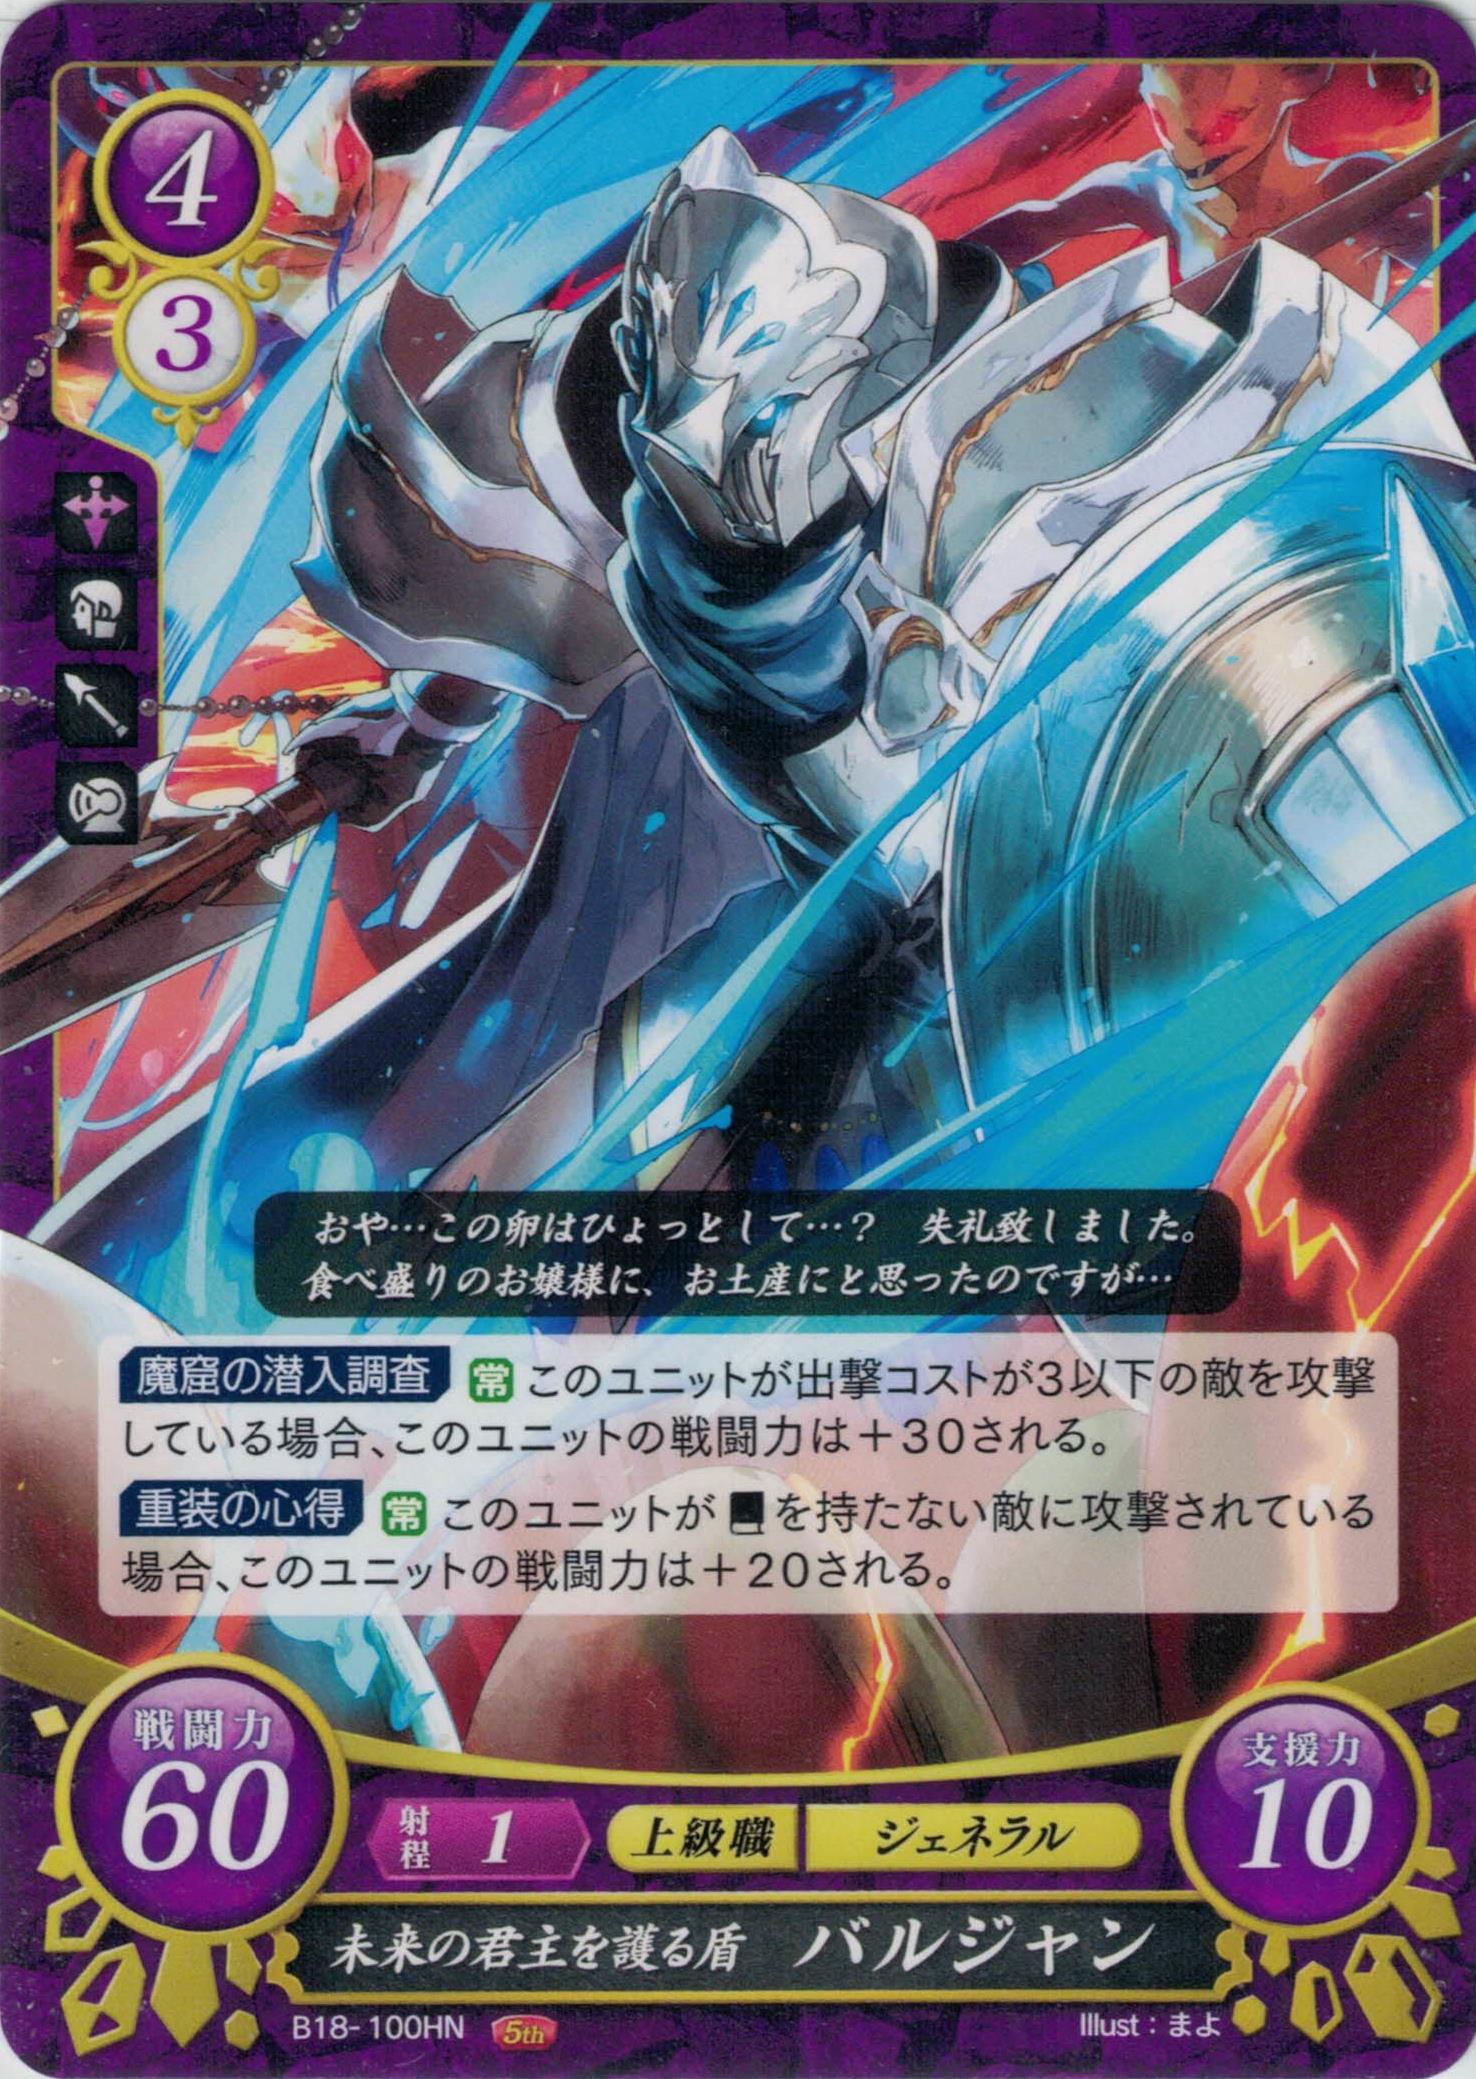 4
3
おや…この卵はひょっとして…？　失礼致しました。
食べ盛りのお嬢様に、お土産にと思ったのですが…
魔窟の潜入調査 常 このユニットが出撃コストが3以下の敵を攻撃
している場合、このユニットの戦闘力は＋30される。
重装の心得 常 このユニットが を持たない敵に攻撃されている
場合、このユニットの戦闘力は＋20される。
戦闘力
60
射程 1
上級職 ジェネラル
支援力
10
未来の君主を護る盾　バルジャン
B18-100HN 5th
Illust：まよ